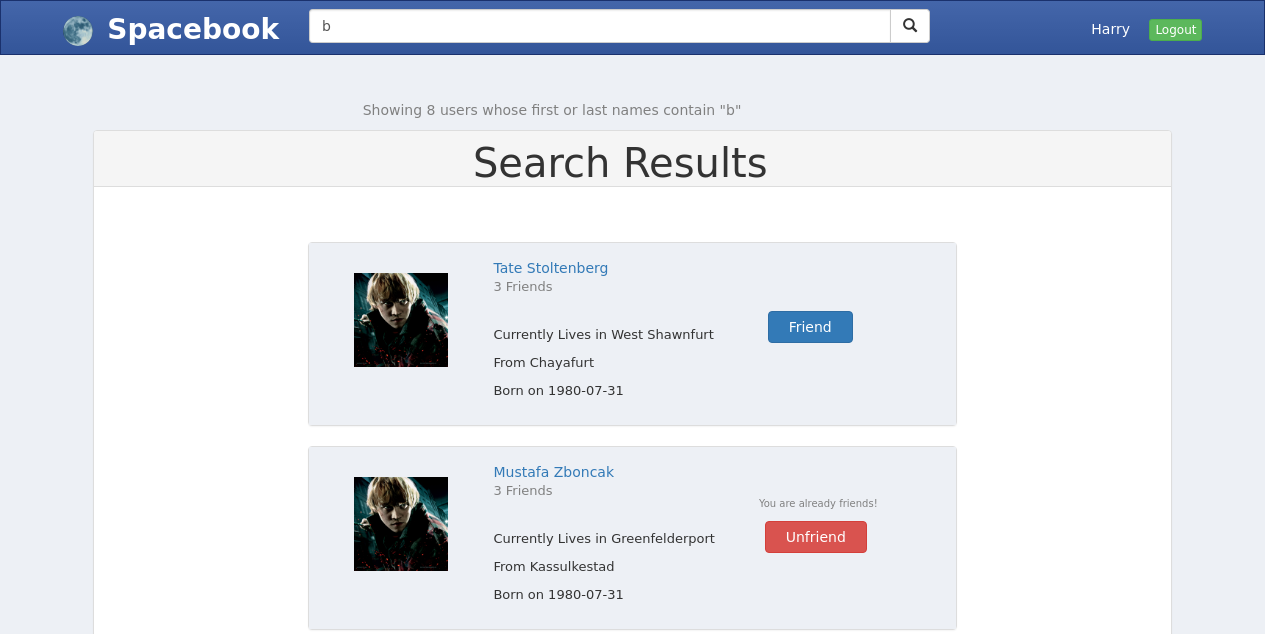 Spacebook
b
Harry
Logout
Showing 8 users whose first or last names contain "b"
Search Results
Tate Stoltenberg
3 Friends
Currently Lives in West Shawnfurt
From Chayafurt
Born on 1980-07-31
Friend
Mustafa Zboncak
3 Friends
Currently Lives in Greenfelderport
From Kassulkestad
Born on 1980-07-31
You are already friends!
Unfriend